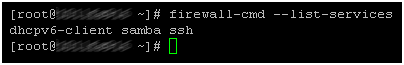 [root@ ~]# firewall-cmd --list-services
dhcpv6-client samba ssh
[root@ ~]#